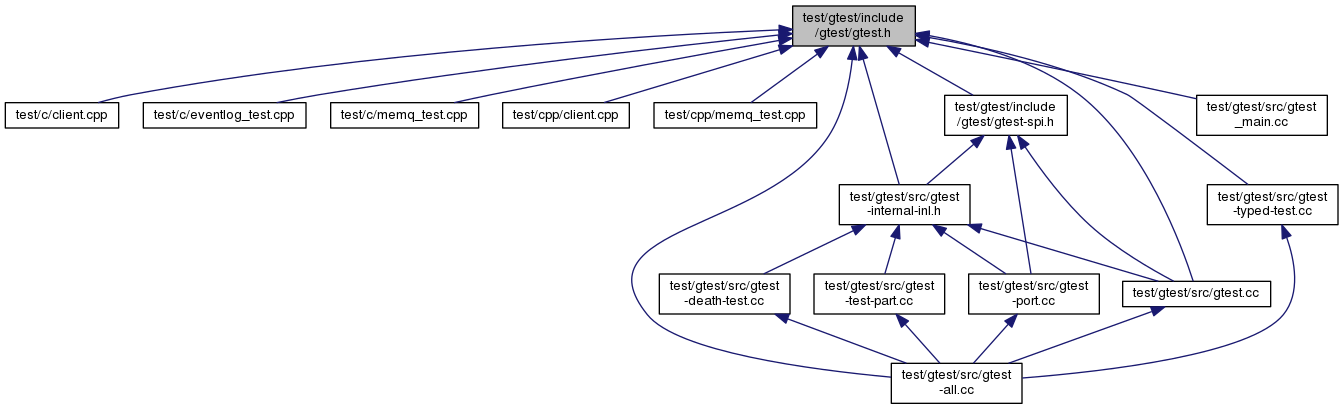 test/gtest/include
/gtest/gtest.h
test/c/client.cpp
test/c/eventlog_test.cpp
test/c/memq_test.cpp
test/cpp/client.cpp
test/cpp/memq_test.cpp
test/gtest/include
/gtest/gtest-spi.h
test/gtest/src/gtest
_main.cc
test/gtest/src/gtest
-internal-inl.h
test/gtest/src/gtest
-typed-test.cc
test/gtest/src/gtest
-death-test.cc
test/gtest/src/gtest
-test-part.cc
test/gtest/src/gtest
-port.cc
test/gtest/src/gtest.cc
test/gtest/src/gtest
-all.cc